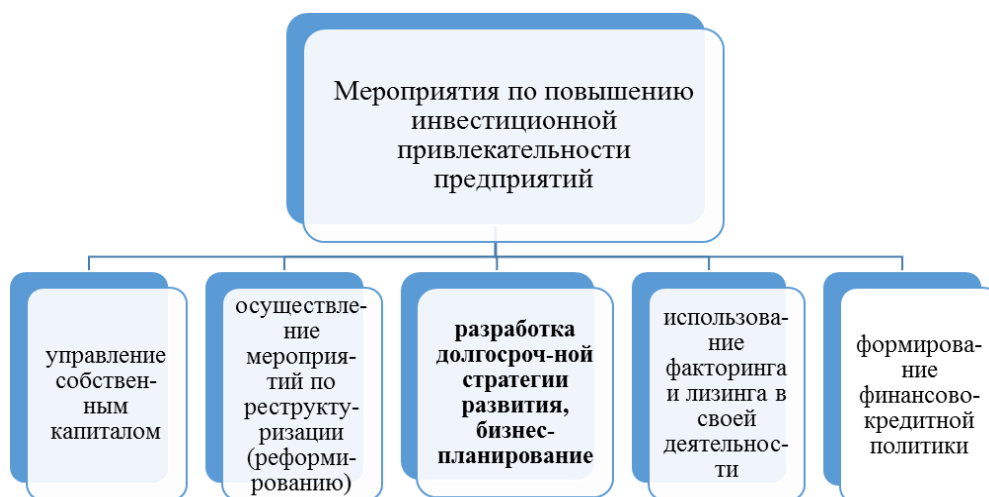 Мероприятия по повышению
инвестиционной
привлекательности
предприятий
управление
собствен-
ным
капиталом
осуществле-
ние
мероприя-
тий по
реструкту-
ризации
(реформи-
рованию)
разработка
долгосроч-ной
стратегии
развития,
бизнес-
планирование
использова-
ние
факторинга
и лизинга в
своей
деятельнос-
ти
формирова-
ние
финансово-
кредитной
политики